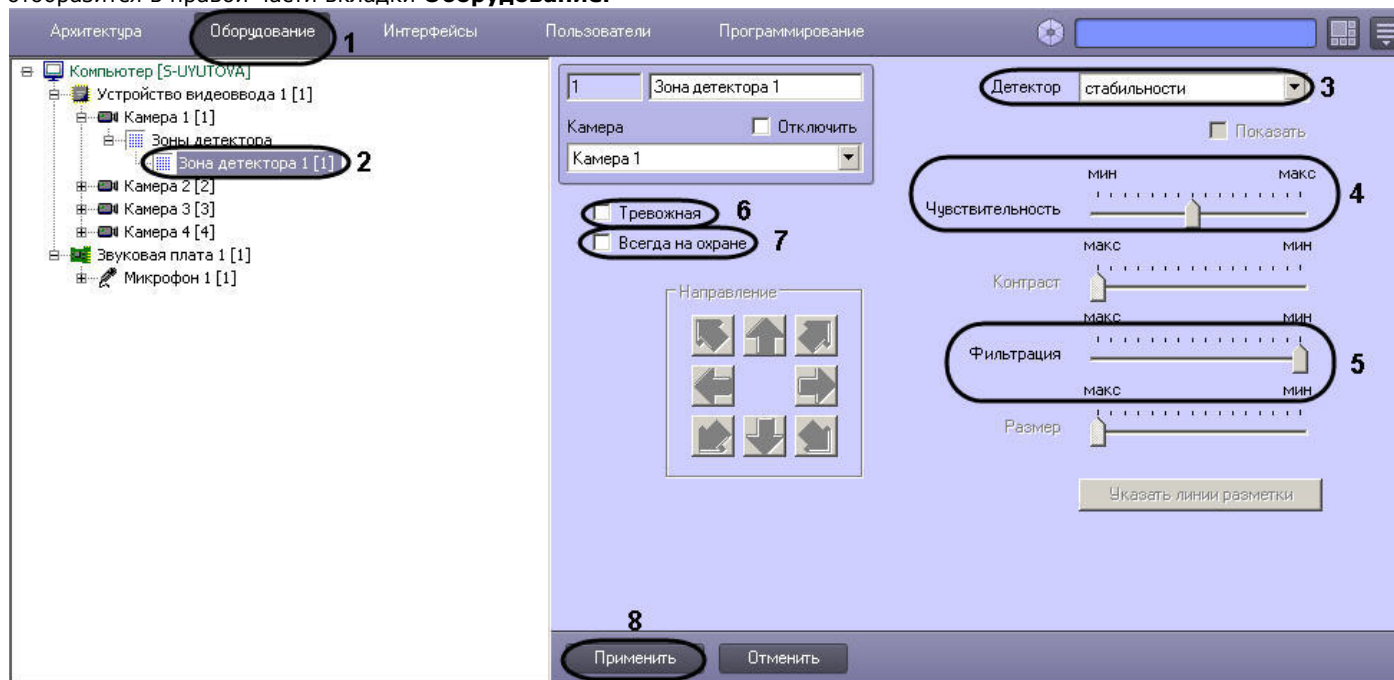 отобразится в правой части вкладки Оборудование.
Архитектура Оборудование 1 Интерфейсы Пользователи Программирование
Компьютер [S-UYUTOVA]
Устройство видеоввода 1 [1]
Камера 1 [1]
Зоны детектора
Зона детектора 1 [1] 2
Камера 2 [2]
Камера 3 [3]
Камера 4 [4]
Звуковая плата 1 [1]
Микрофон 1 [1]
1 Зона детектора 1
Камера Отключить
Камера 1
Тревожная 6
Всегда на охране 7
Направление
Детектор стабильности 3
Показать
мин макс
Чувствительность 4
макс мин
Контраст
макс мин
Фильтрация 5
макс мин
Размер
Указать линии разметки
8
Применить Отменить